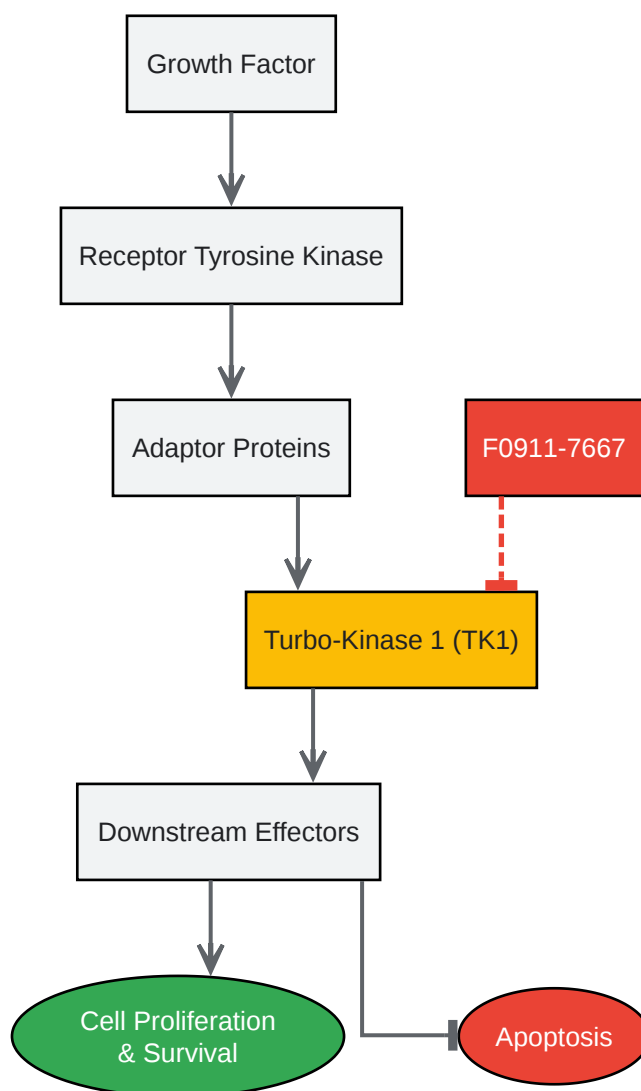 Growth Factor
Receptor Tyrosine Kinase
Adaptor Proteins
F0911-7667
Turbo-Kinase 1 (TK1)
Downstream Effectors
Cell Proliferation
& Survival
Apoptosis